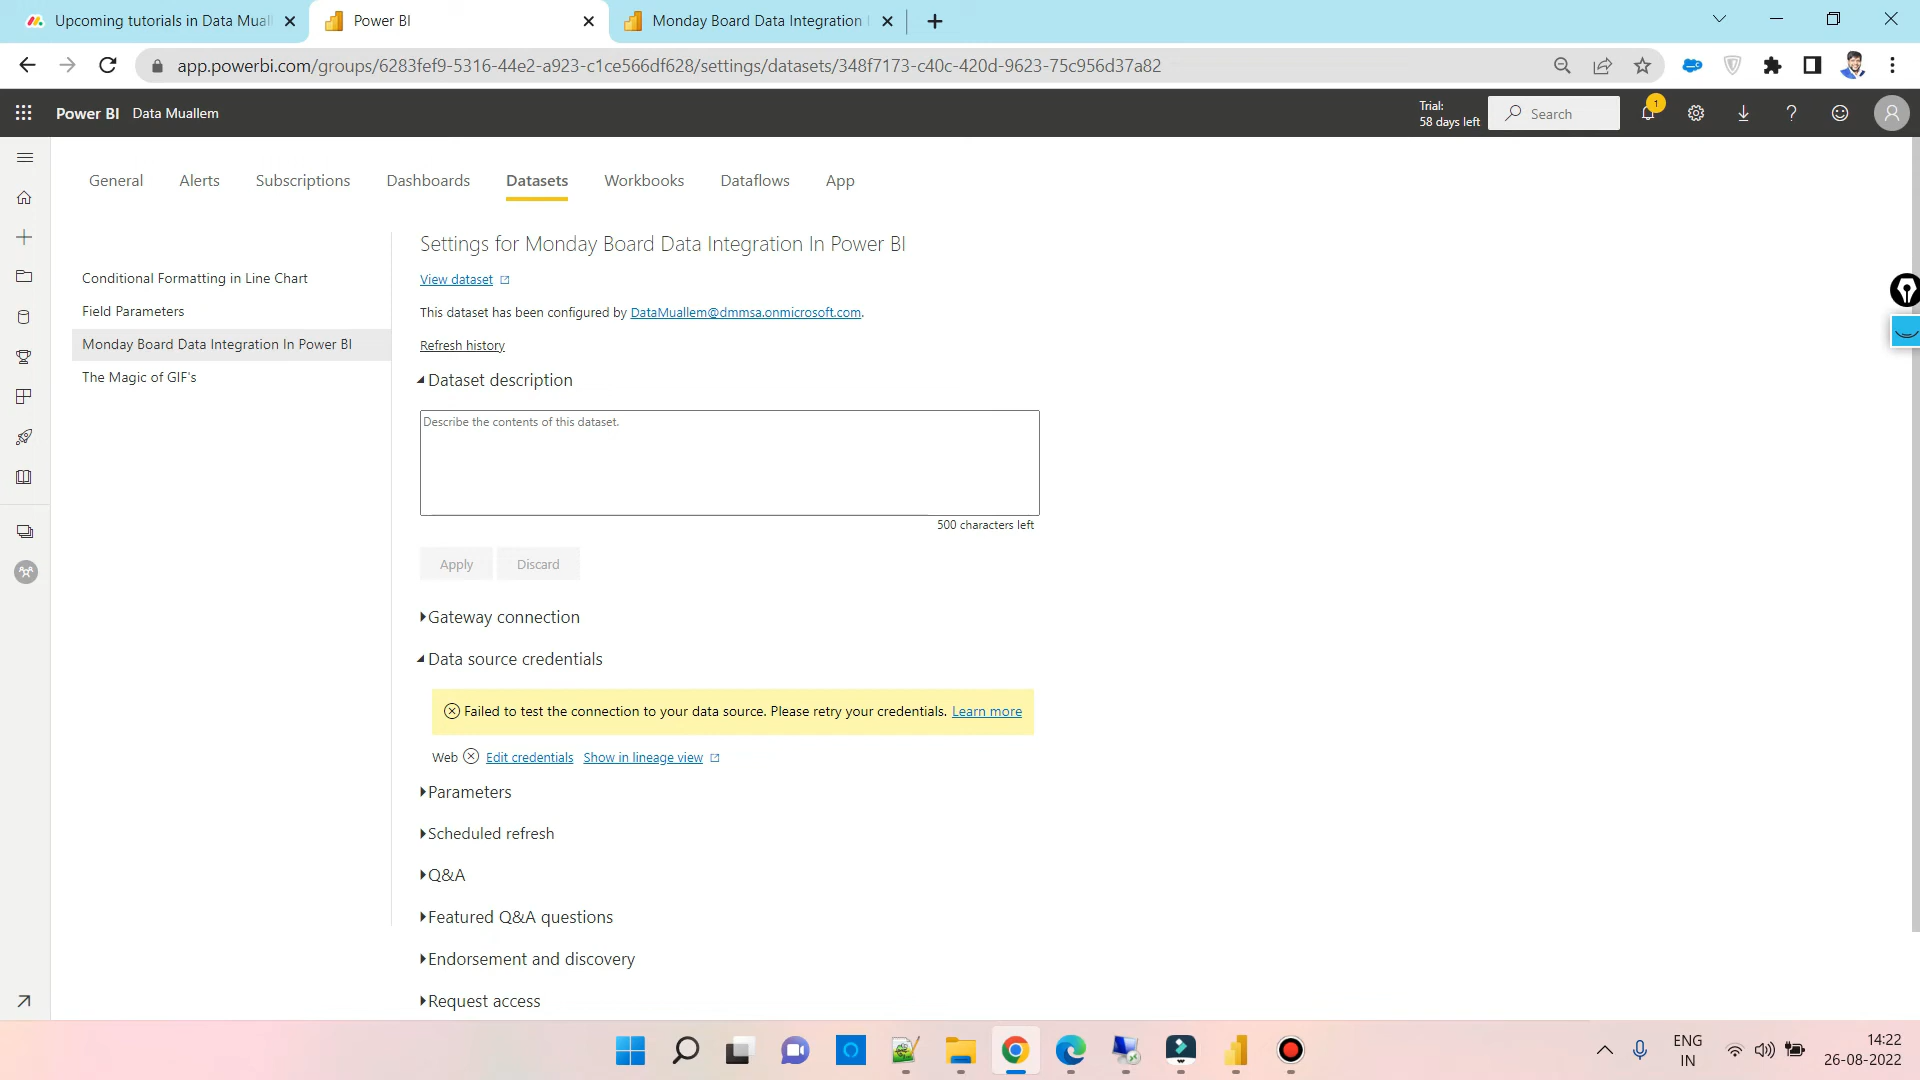 Upcoming tutorials in Data Mual
Power BI
Monday Board Data Integration
app.powerbi.com/groups/6283fef9-5316-44e2-a923-c1ce566df628/settings/datasets/348f7173-c40c-420d-9623-75c956d37a82
Power BI Data Muallem
Trial:
58 days left
Search
1
General Alerts Subscriptions Dashboards Datasets Workbooks Dataflows App
Conditional Formatting in Line Chart
Field Parameters
Monday Board Data Integration In Power BI
The Magic of GIF's
Settings for Monday Board Data Integration In Power BI
View dataset
This dataset has been configured by DataMuallem@dmmsa.onmicrosoft.com.
Refresh history
Dataset description
Describe the contents of this dataset.
500 characters left
Apply Discard
Gateway connection
Data source credentials
Failed to test the connection to your data source. Please retry your credentials. Learn more
Web Edit credentials Show in lineage view
Parameters
Scheduled refresh
Q&A
Featured Q&A questions
Endorsement and discovery
Request access
ENG
IN
14:22
26-08-2022